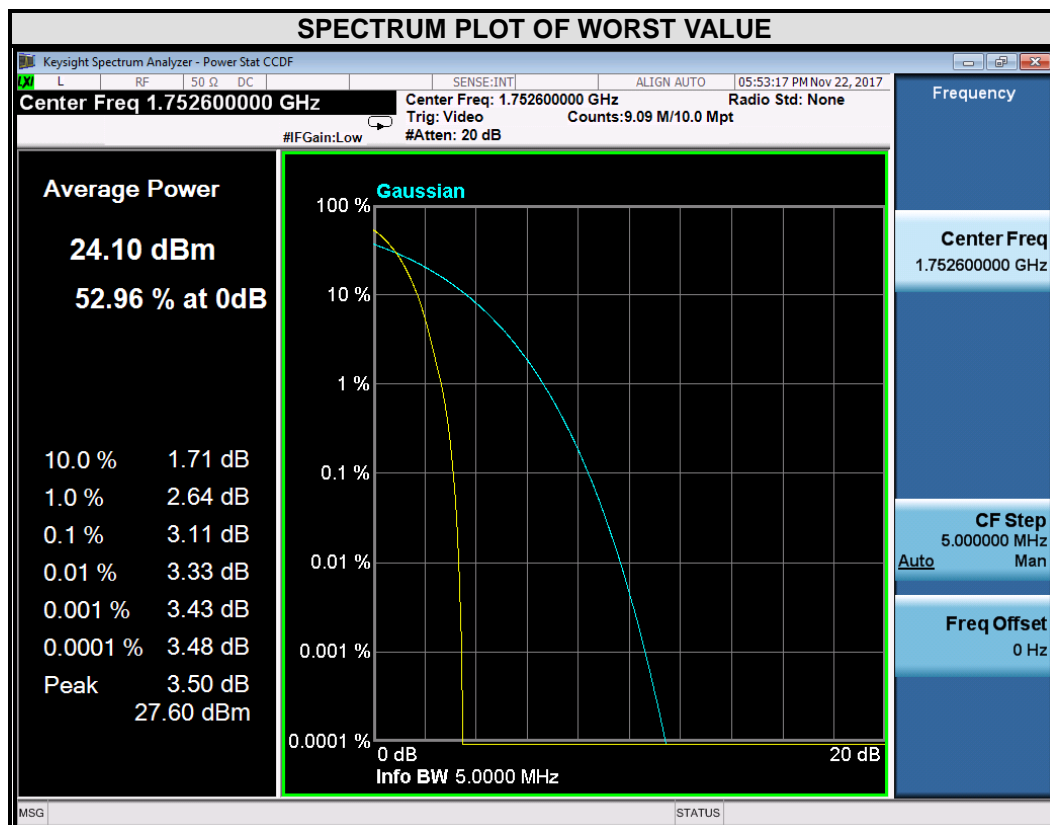 SPECTRUM PLOT OF WORST VALUE
Keysight Spectrum Analyzer - Power Stat CCDF
LXI L RF 50 Ω DC SENSE:INT ALIGN AUTO 05:53:17 PM Nov 22, 2017
Center Freq 1.752600000 GHz
#IFGain:Low
Center Freq: 1.752600000 GHz Radio Std: None
Trig: Video Counts:9.09 M/10.0 Mpt
#Atten: 20 dB
Average Power
24.10 dBm
52.96 % at 0dB
10.0 % 1.71 dB
1.0 % 2.64 dB
0.1 % 3.11 dB
0.01 % 3.33 dB
0.001 % 3.43 dB
0.0001 % 3.48 dB
Peak 3.50 dB
27.60 dBm
Gaussian
100 %
10 %
1 %
0.1 %
0.01 %
0.001 %
0.0001 %
0 dB 20 dB
Info BW 5.0000 MHz
Frequency
Center Freq
1.752600000 GHz
CF Step
5.000000 MHz
Auto Man
Freq Offset
0 Hz
MSG STATUS